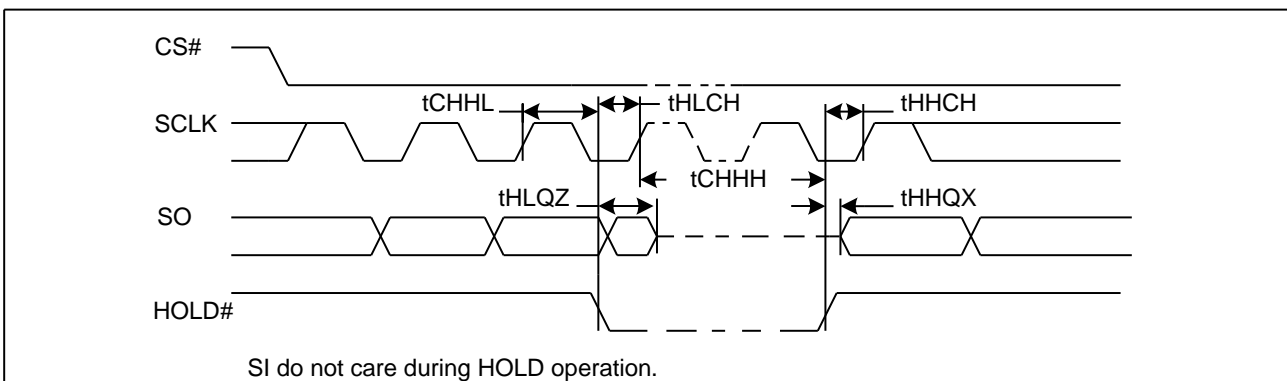 CS#
tCHHL
tHLCH
tHHCH
SCLK
tCHHH
tHLQZ
tHHQX
SO
HOLD#
SI do not care during HOLD operation.